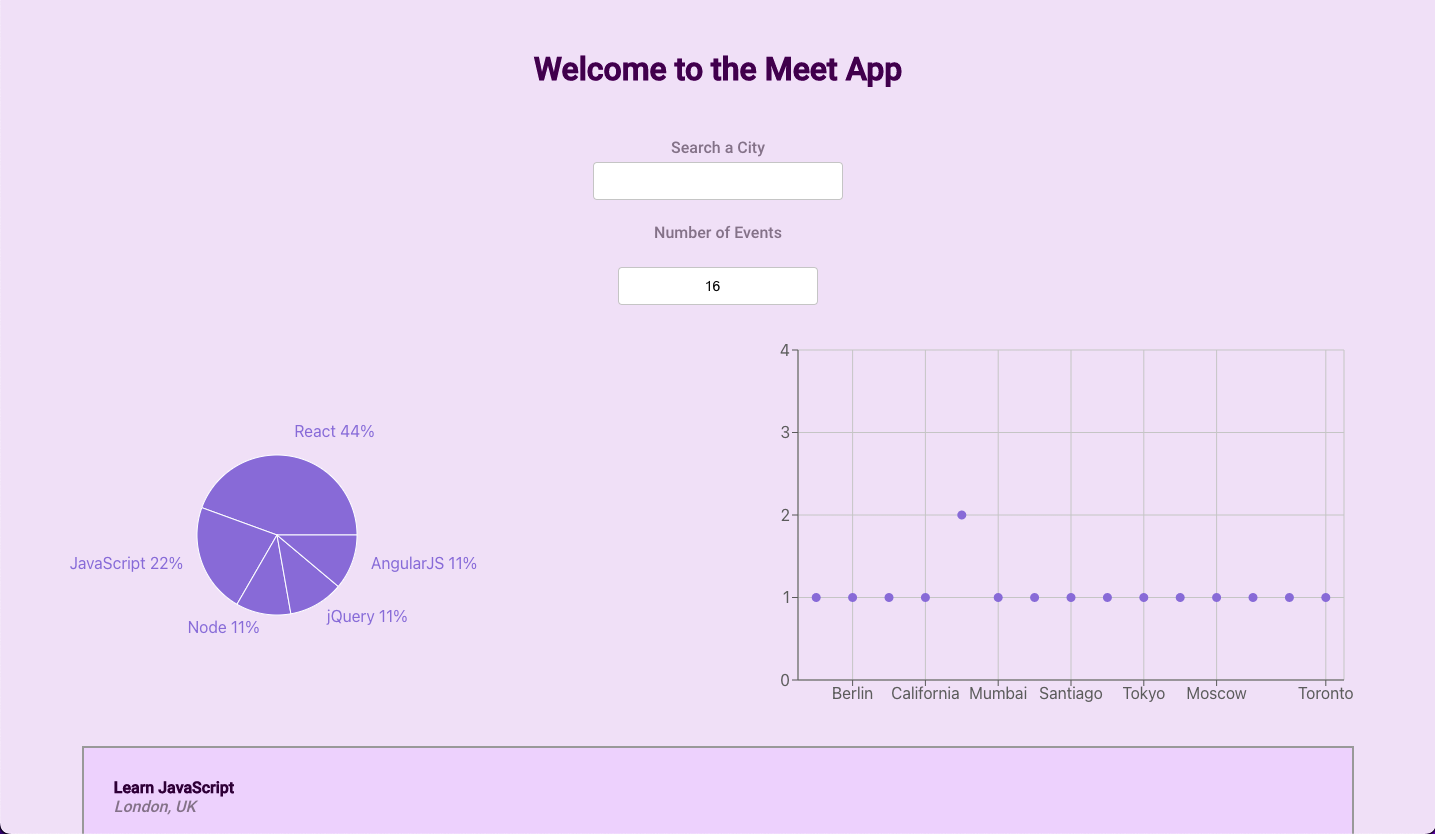 Welcome to the Meet App
Search a City
Number of Events
16
React 44%
JavaScript 22%
AngularJS 11%
jQuery 11%
Node 11%
4
3
2
1
0
Berlin California Mumbai Santiago Tokyo Moscow Toronto
Learn JavaScript
London, UK